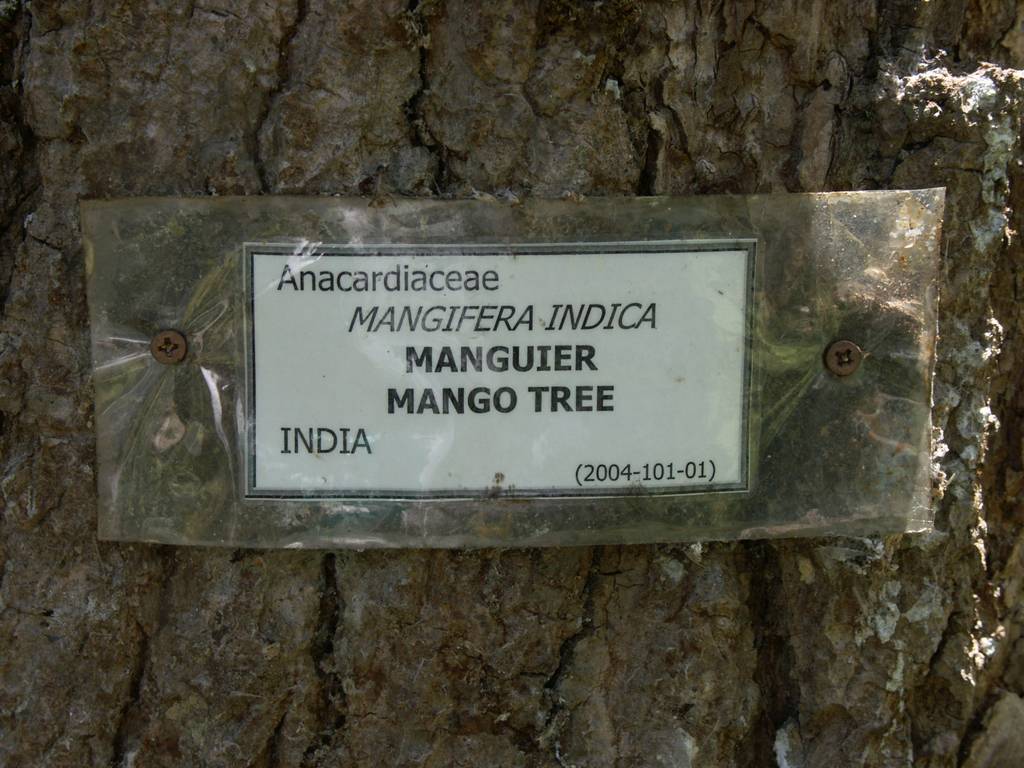 Anacardiaceae
MANGIFERA INDICA
MANGUIER
MANGO TREE
INDIA
(2004-101-01)